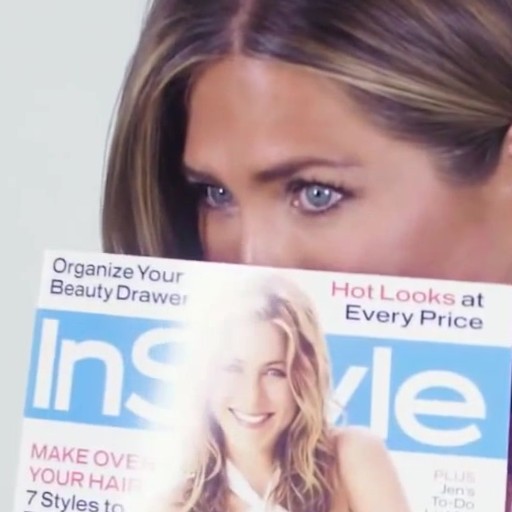 Organize Your
Beauty Drawer
Hot Looks at
Every Price
InStyle
MAKE OVER
YOUR HAIR
7 Styles to
PLUS
Jen's
To-Do